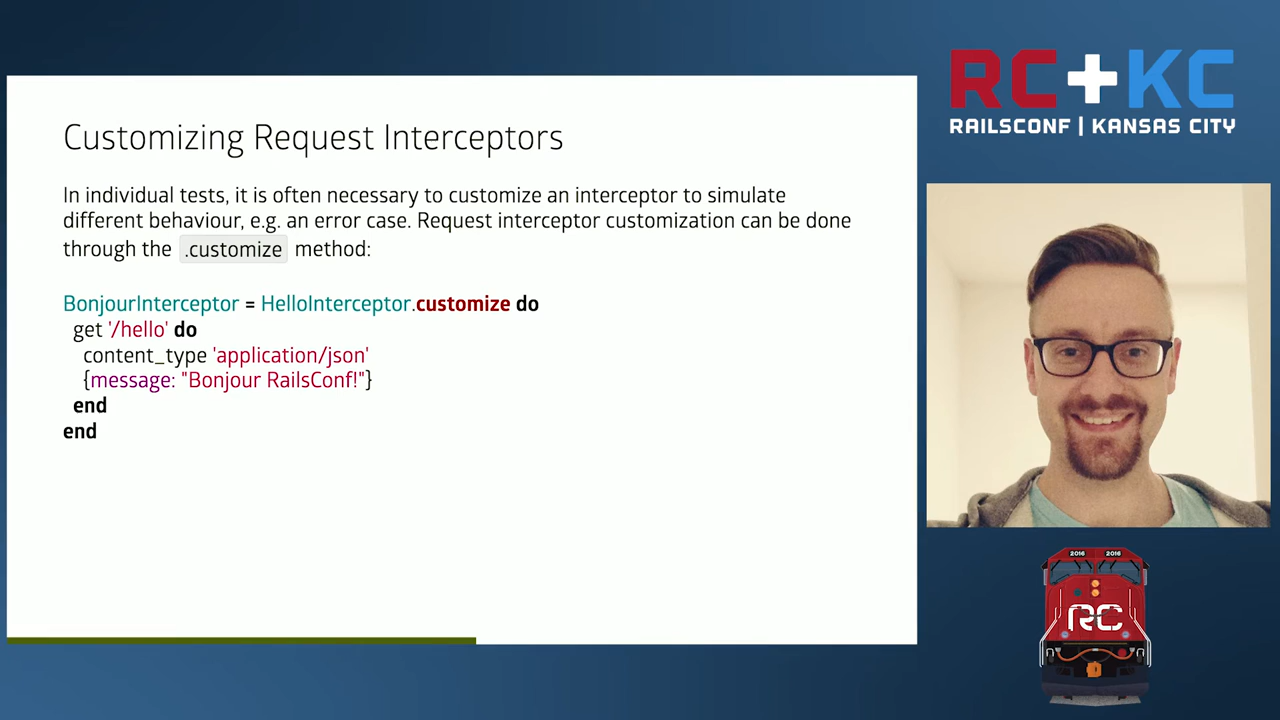 Customizing Request Interceptors
In individual tests, it is often necessary to customize an interceptor to simulate
different behaviour, e.g. an error case. Request interceptor customization can be done
through the .customize method:
BonjourInterceptor = HelloInterceptor.customize do
get '/hello' do
content_type 'application/json'
{message: "Bonjour RailsConf!"}
end
end
RC+KC
RAILSCONF | KANSAS CITY
2016 2016
RC